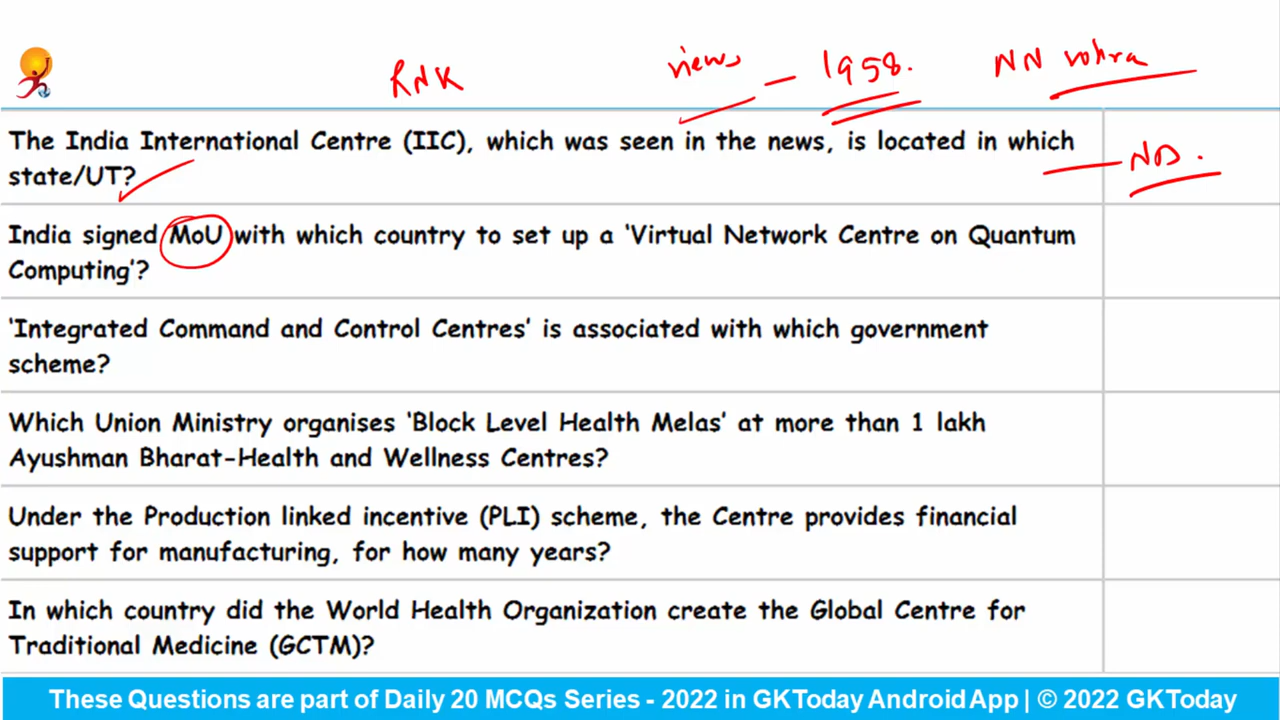 RNK views – 1958. NN vohra
The India International Centre (IIC), which was seen in the news, is located in which
state/UT?
ND.
India signed MoU with which country to set up a ‘Virtual Network Centre on Quantum
Computing’?
‘Integrated Command and Control Centres’ is associated with which government
scheme?
Which Union Ministry organises ‘Block Level Health Melas’ at more than 1 lakh
Ayushman Bharat-Health and Wellness Centres?
Under the Production linked incentive (PLI) scheme, the Centre provides financial
support for manufacturing, for how many years?
In which country did the World Health Organization create the Global Centre for
Traditional Medicine (GCTM)?
These Questions are part of Daily 20 MCQs Series - 2022 in GKToday Android App | © 2022 GKToday